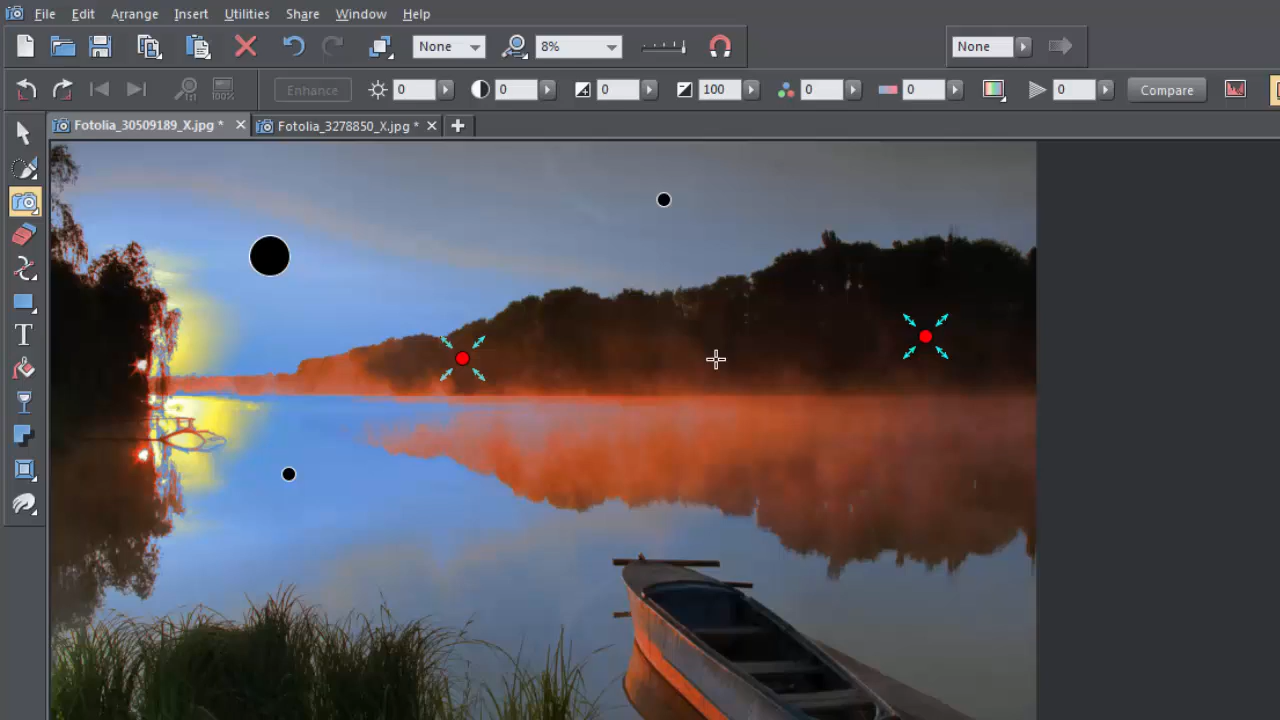 File Edit Arrange Insert Utilities Share Window Help
None 8% None
100% Enhance 0 0 0 100 0 0 0 Compare
Fotolia_30509189_X.jpg * Fotolia_3278850_X.jpg *
T